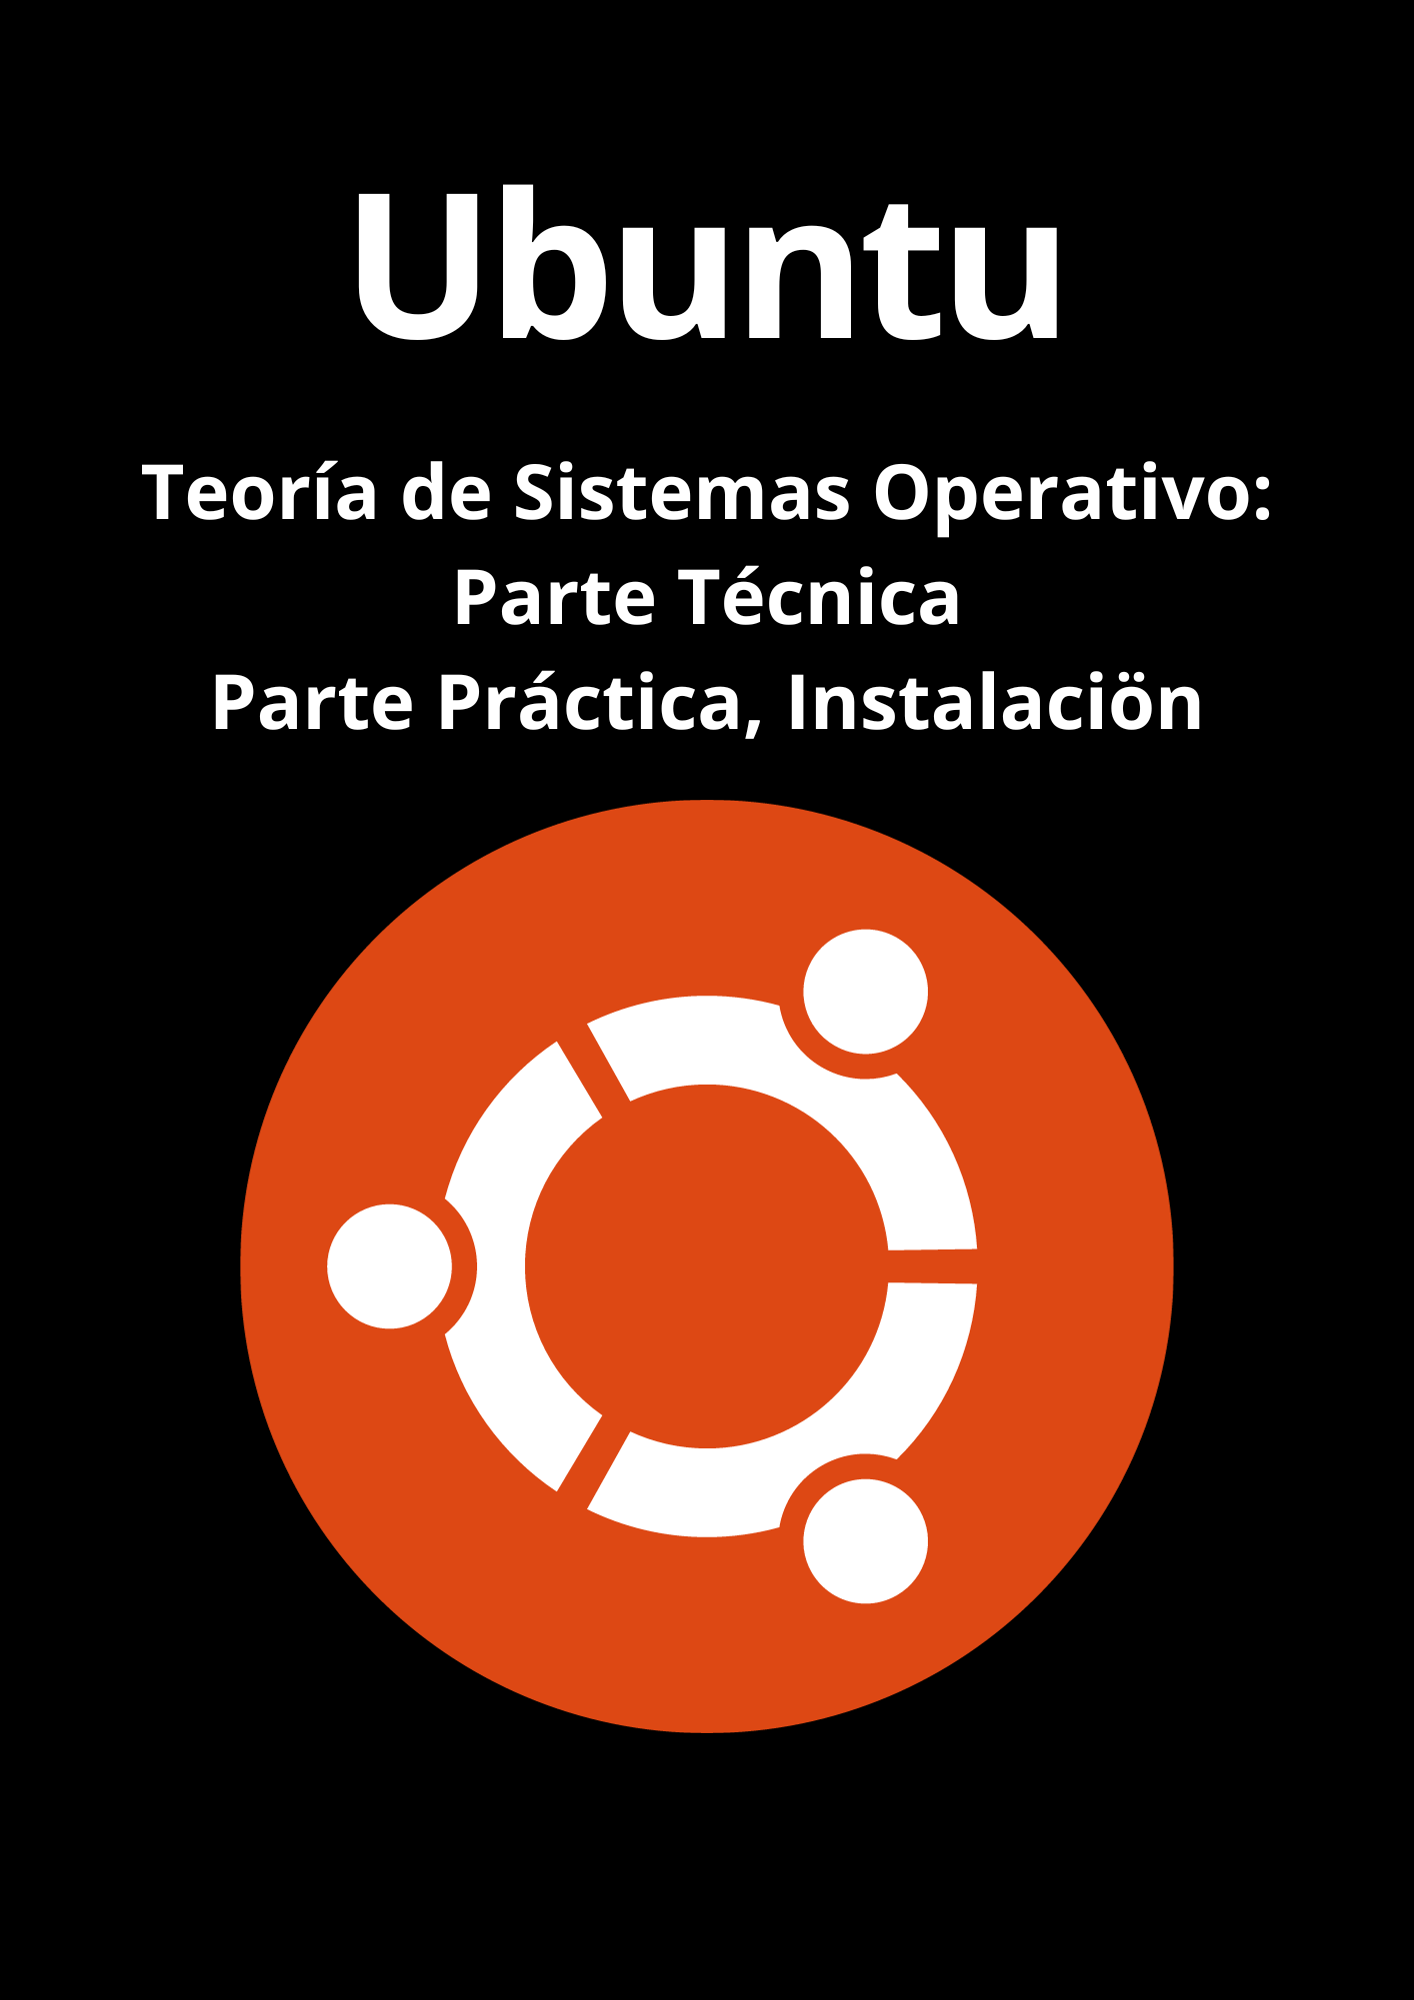 Ubuntu
Teoría de Sistemas Operativo:
Parte Técnica
Parte Práctica, Instalaciön